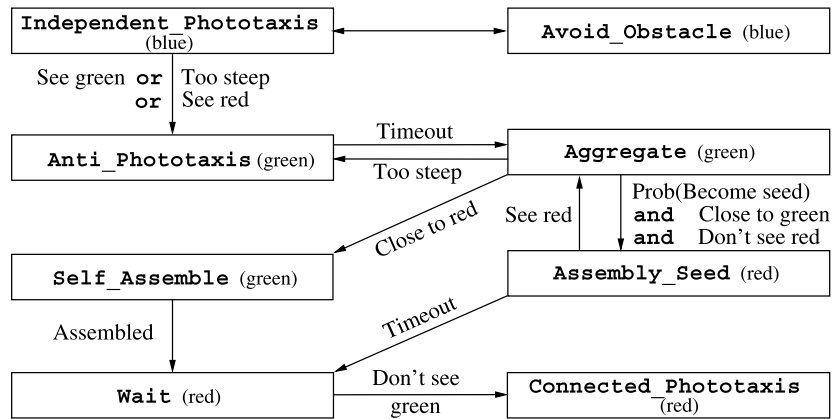 Independent_Phototaxis
(blue)
Avoid_Obstacle (blue)
See green or Too steep
or See red
Anti_Phototaxis (green)
Timeout
Too steep
Aggregate (green)
Close to red
See red
Prob(Become seed)
and Close to green
and Don't see red
Self_Assemble (green)
Assembly_Seed (red)
Assembled
Timeout
Wait (red)
Don't see
green
Connected_Phototaxis
(red)